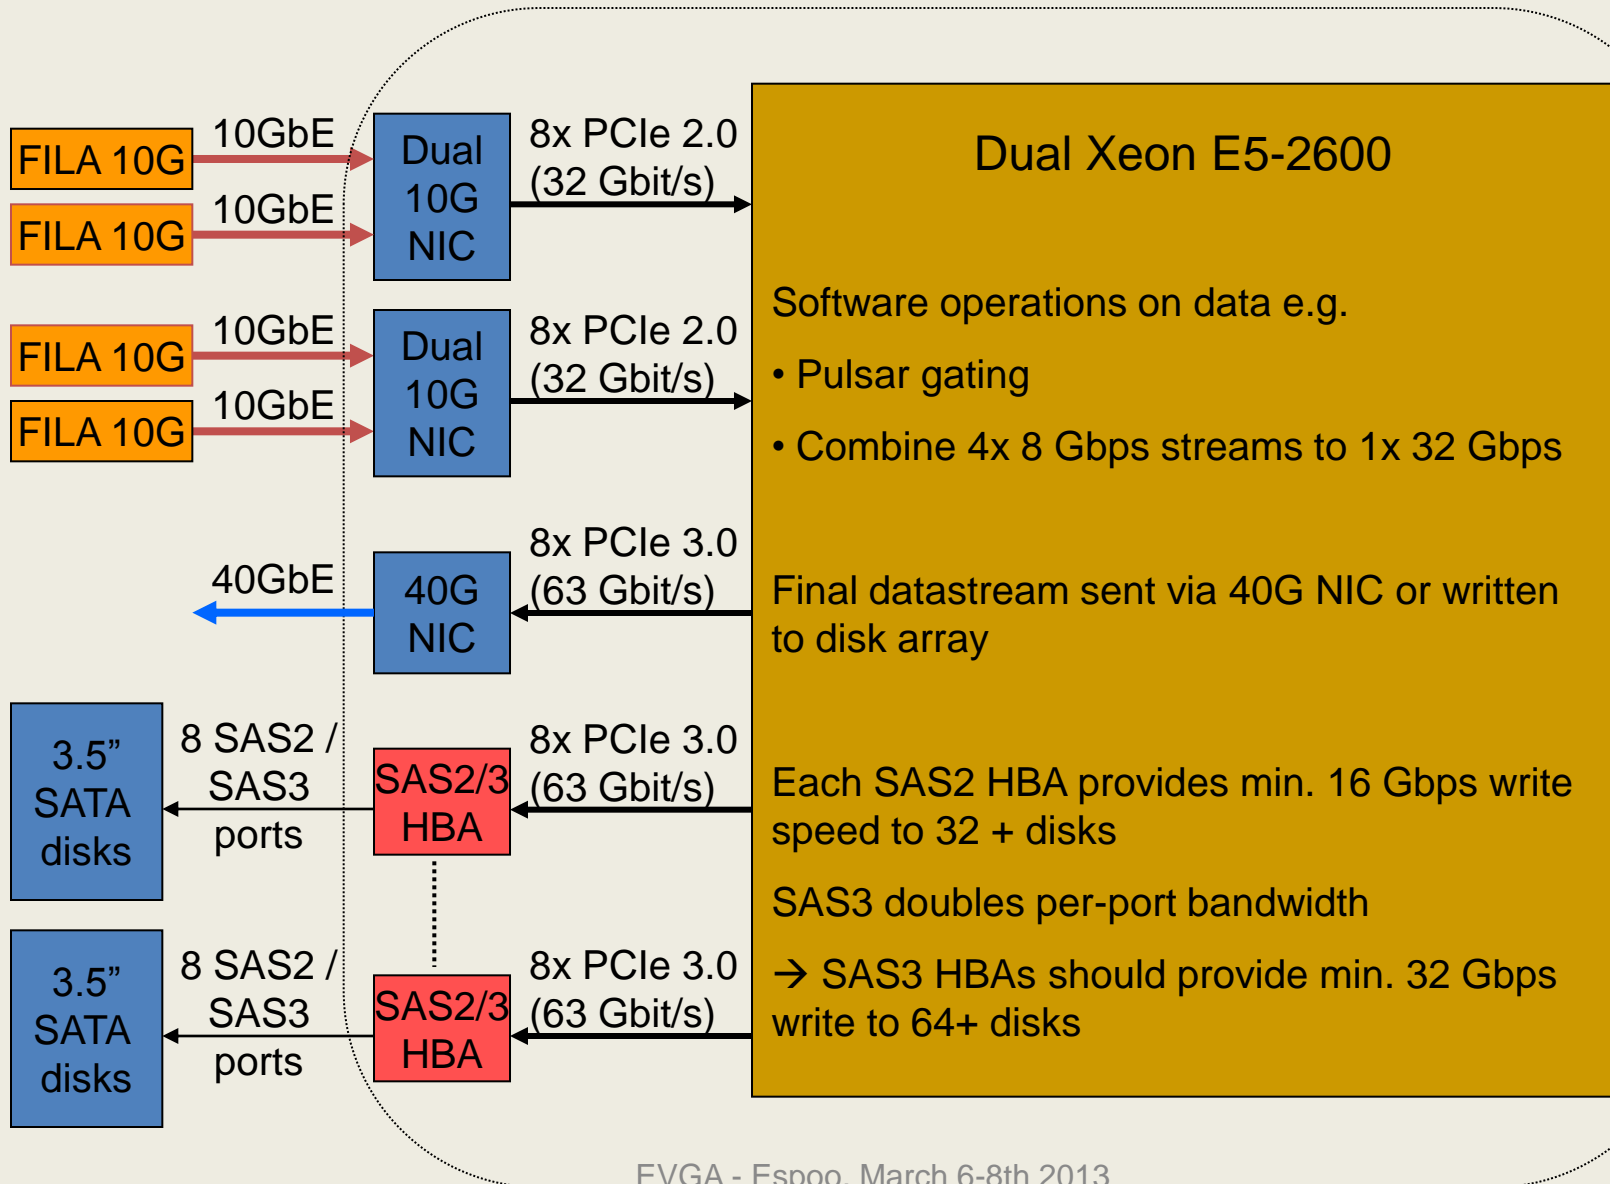 FILA 10G
10GbE
FILA 10G
10GbE
Dual
10G
NIC
8x PCIe 2.0
(32 Gbit/s)
FILA 10G
10GbE
FILA 10G
10GbE
Dual
10G
NIC
8x PCIe 2.0
(32 Gbit/s)
40GbE
40G
NIC
8x PCIe 3.0
(63 Gbit/s)
3.5”
SATA
disks
8 SAS2 /
SAS3
ports
SAS2/3
HBA
8x PCIe 3.0
(63 Gbit/s)
3.5”
SATA
disks
8 SAS2 /
SAS3
ports
SAS2/3
HBA
8x PCIe 3.0
(63 Gbit/s)
Dual Xeon E5-2600
Software operations on data e.g.
• Pulsar gating
• Combine 4x 8 Gbps streams to 1x 32 Gbps
Final datastream sent via 40G NIC or written
to disk array
Each SAS2 HBA provides min. 16 Gbps write
speed to 32 + disks
SAS3 doubles per-port bandwidth
→ SAS3 HBAs should provide min. 32 Gbps
write to 64+ disks
EVGA - Espoo, March 6-8th 2013